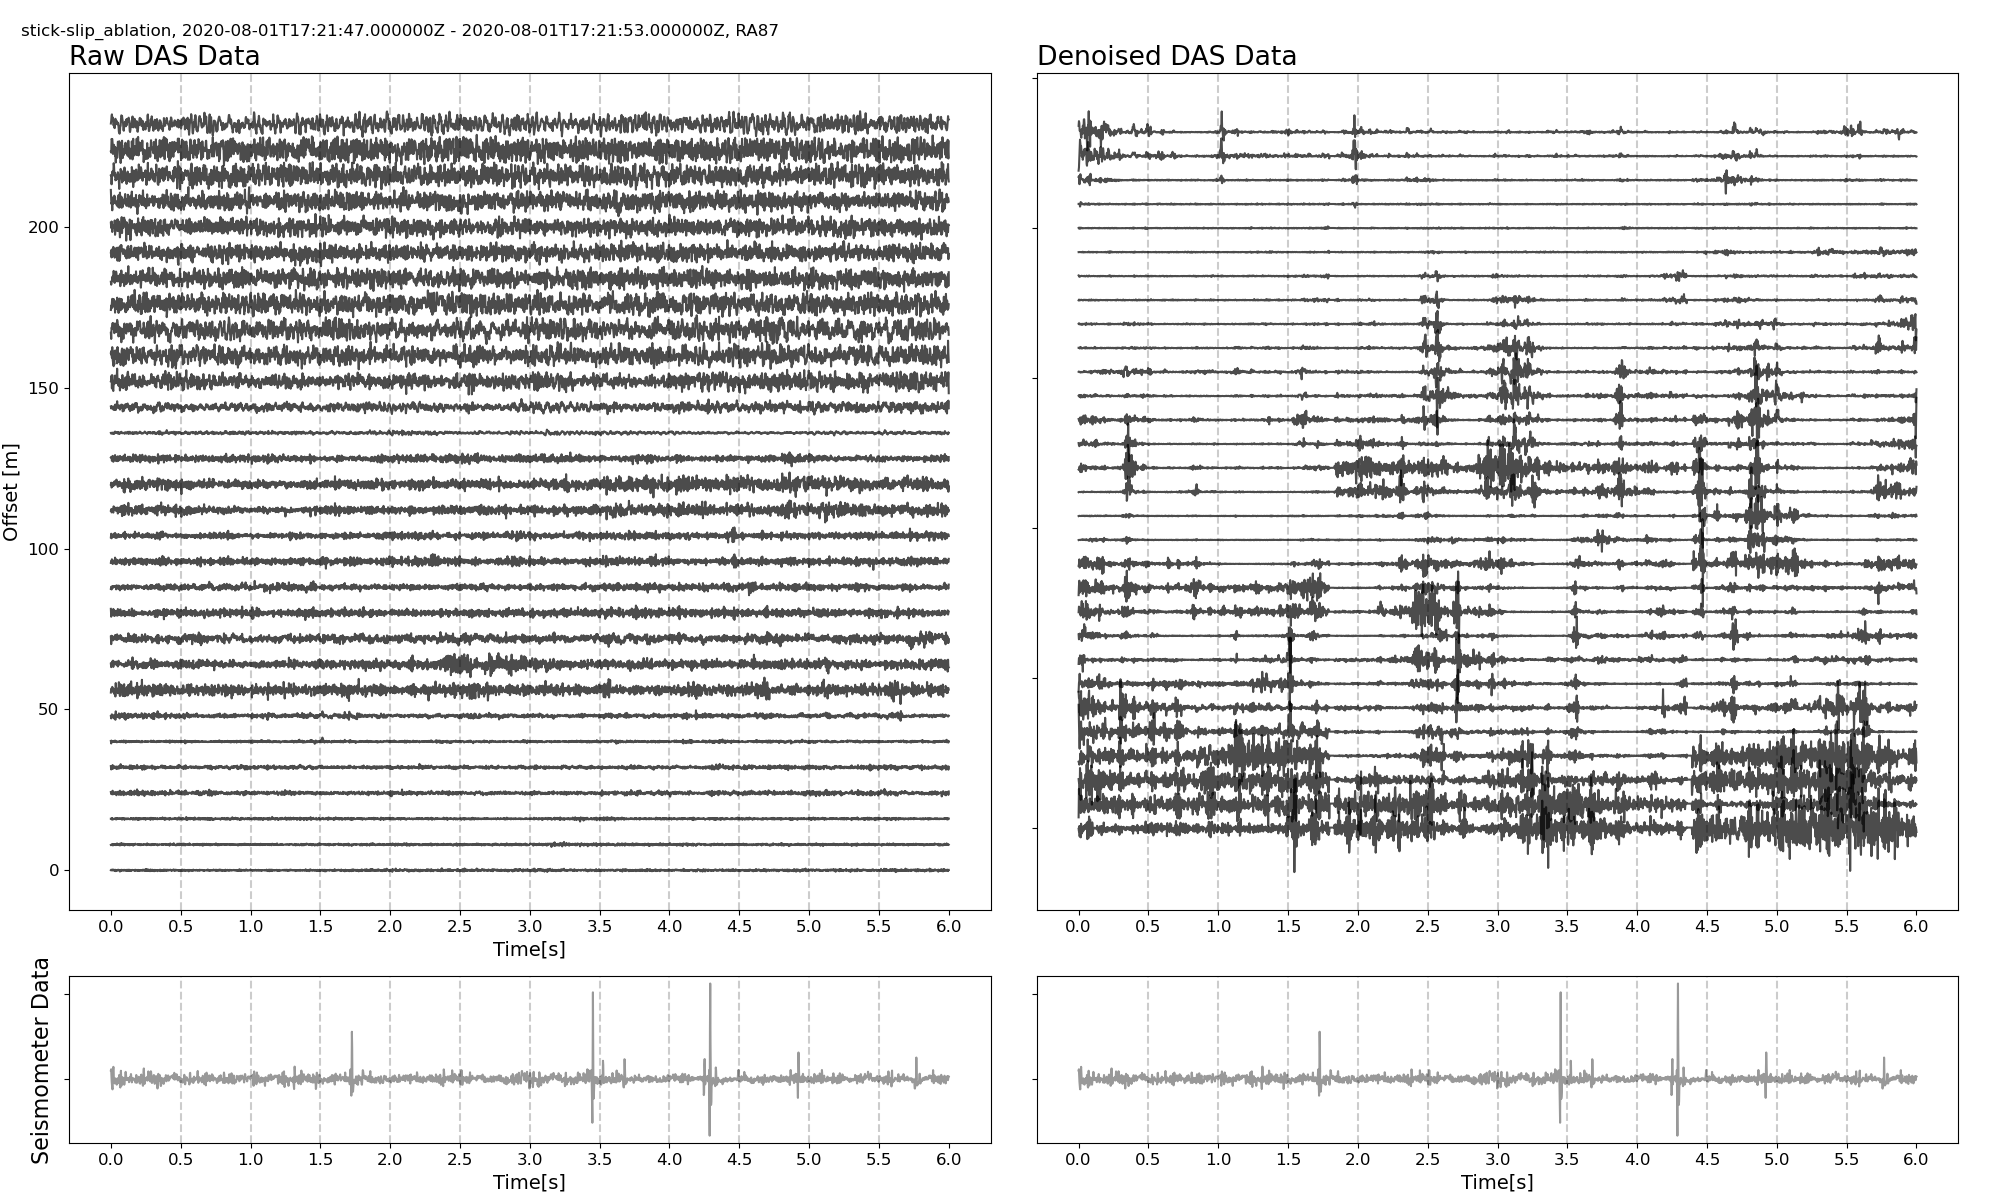 stick-slip_ablation, 2020-08-01T17:21:47.000000Z - 2020-08-01T17:21:53.000000Z, RA87
Raw DAS Data
Denoised DAS Data
Offset [m]
200
150
100
50
0
0.0 0.5 1.0 1.5 2.0 2.5 3.0 3.5 4.0 4.5 5.0 5.5 6.0
Time[s]
0.0 0.5 1.0 1.5 2.0 2.5 3.0 3.5 4.0 4.5 5.0 5.5 6.0
Seismometer Data
0.0 0.5 1.0 1.5 2.0 2.5 3.0 3.5 4.0 4.5 5.0 5.5 6.0
Time[s]
0.0 0.5 1.0 1.5 2.0 2.5 3.0 3.5 4.0 4.5 5.0 5.5 6.0
Time[s]